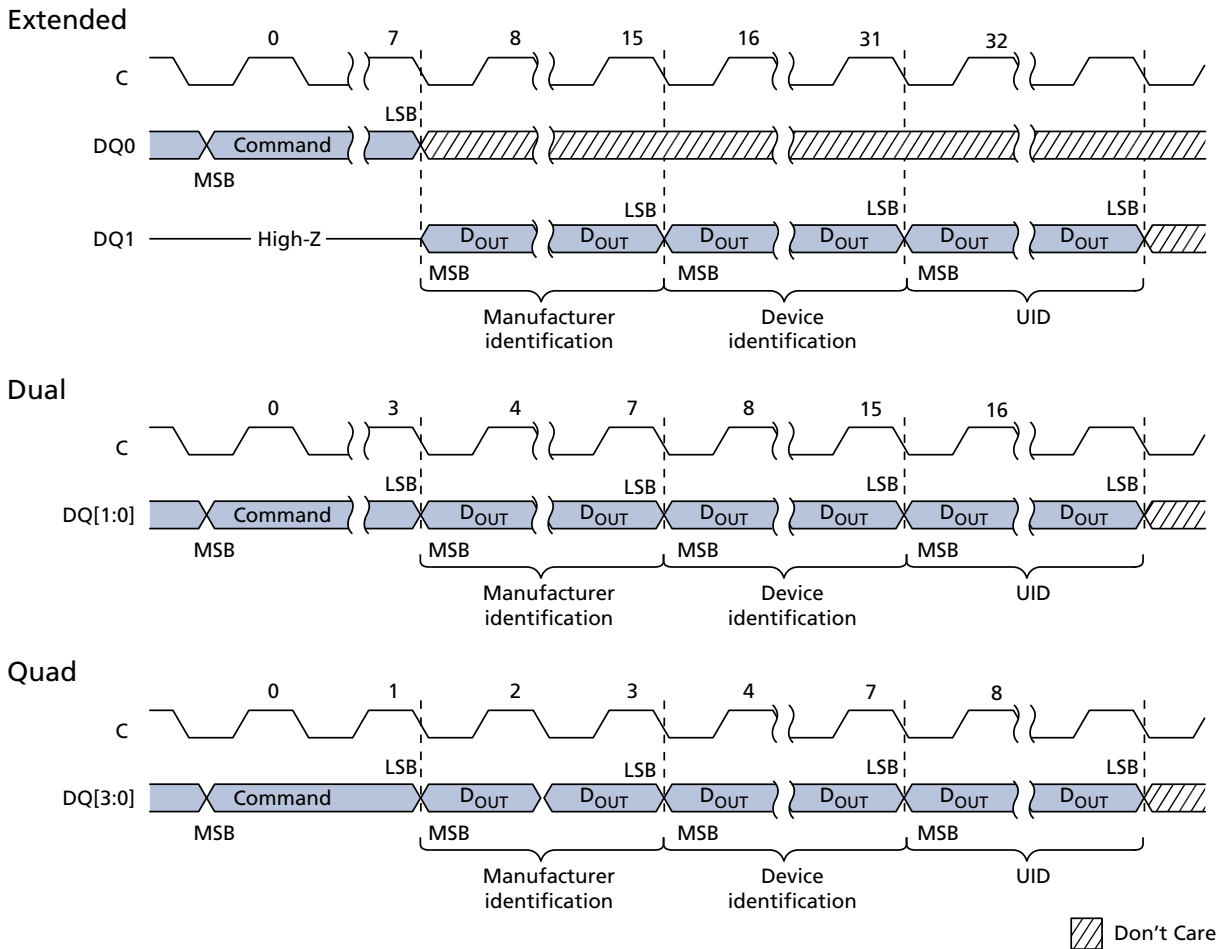 Extended
0 7 8 15 16 31 32
C
LSB
DQ0 Command
MSB
LSB LSB LSB
DQ1 High-Z DOUT DOUT DOUT DOUT DOUT DOUT
MSB MSB MSB
Manufacturer identification
Device identification
UID
Dual
0 3 4 7 8 15 16
C
LSB LSB LSB LSB
DQ[1:0] Command DOUT DOUT DOUT DOUT DOUT DOUT
MSB MSB MSB MSB
Manufacturer identification
Device identification
UID
Quad
0 1 2 3 4 7 8
C
LSB LSB LSB LSB
DQ[3:0] Command DOUT DOUT DOUT DOUT DOUT DOUT
MSB MSB MSB MSB
Manufacturer identification
Device identification
UID
Don't Care